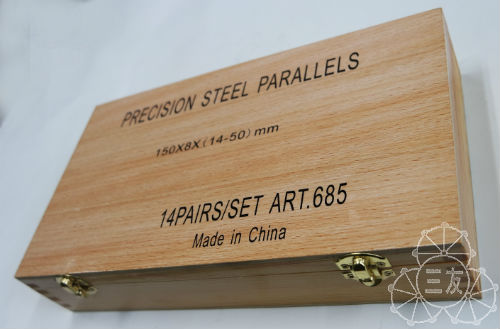 PRECISION STEEL PARALLELS
150X8X(14-50)mm
14PAIRS/SET ART.685
Made in China
三友